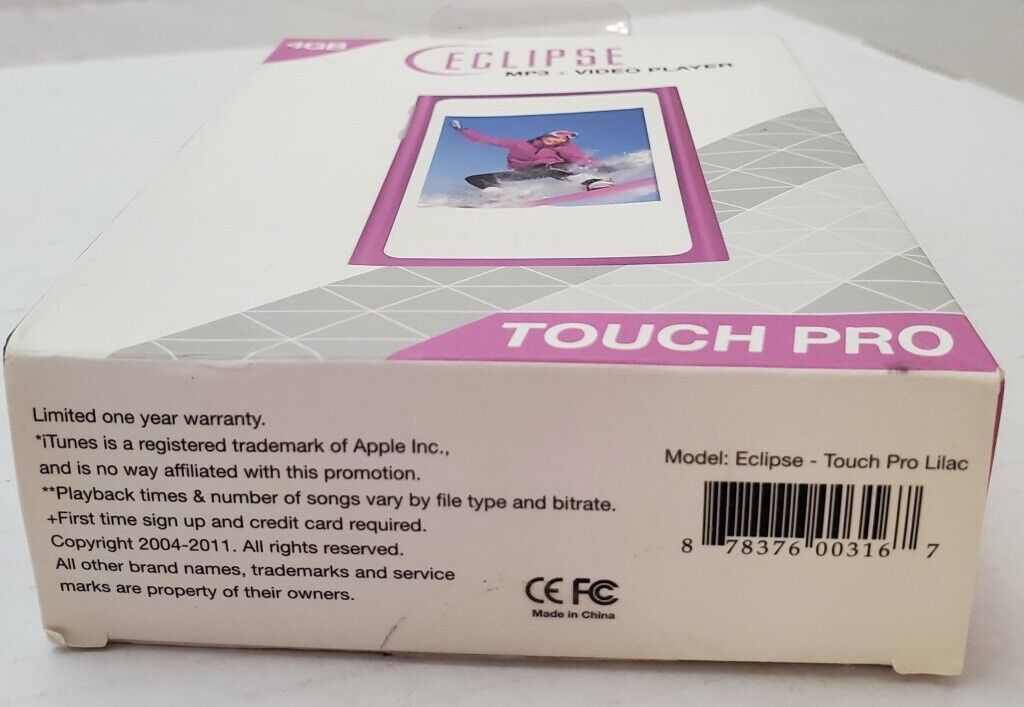 4GB
ECLIPSE
MP3 + VIDEO PLAYER
TOUCH PRO
Limited one year warranty.
*iTunes is a registered trademark of Apple Inc.,
and is no way affiliated with this promotion.
**Playback times & number of songs vary by file type and bitrate.
+First time sign up and credit card required.
Copyright 2004-2011. All rights reserved.
All other brand names, trademarks and service
marks are property of their owners.
CE FC
Made in China
Model: Eclipse - Touch Pro Lilac
8 78376 00316 7